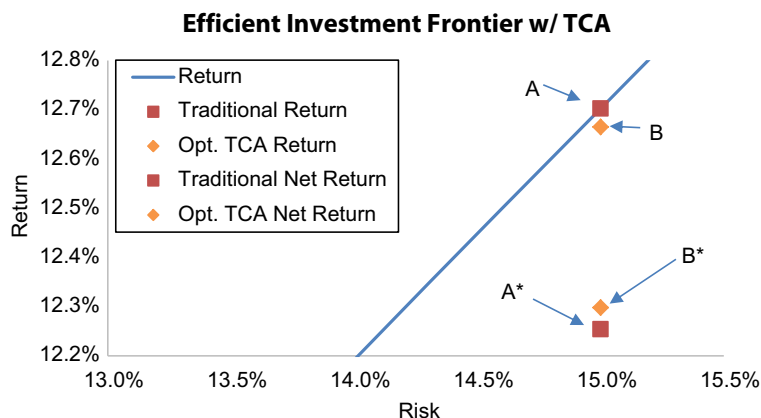 Efficient Investment Frontier w/ TCA
12.8%
12.7%
12.6%
12.5%
12.4%
12.3%
12.2%
Return
Return
Traditional Return
Opt. TCA Return
Traditional Net Return
Opt. TCA Net Return
A
B
B*
A*
13.0% 13.5% 14.0% 14.5% 15.0% 15.5%
Risk